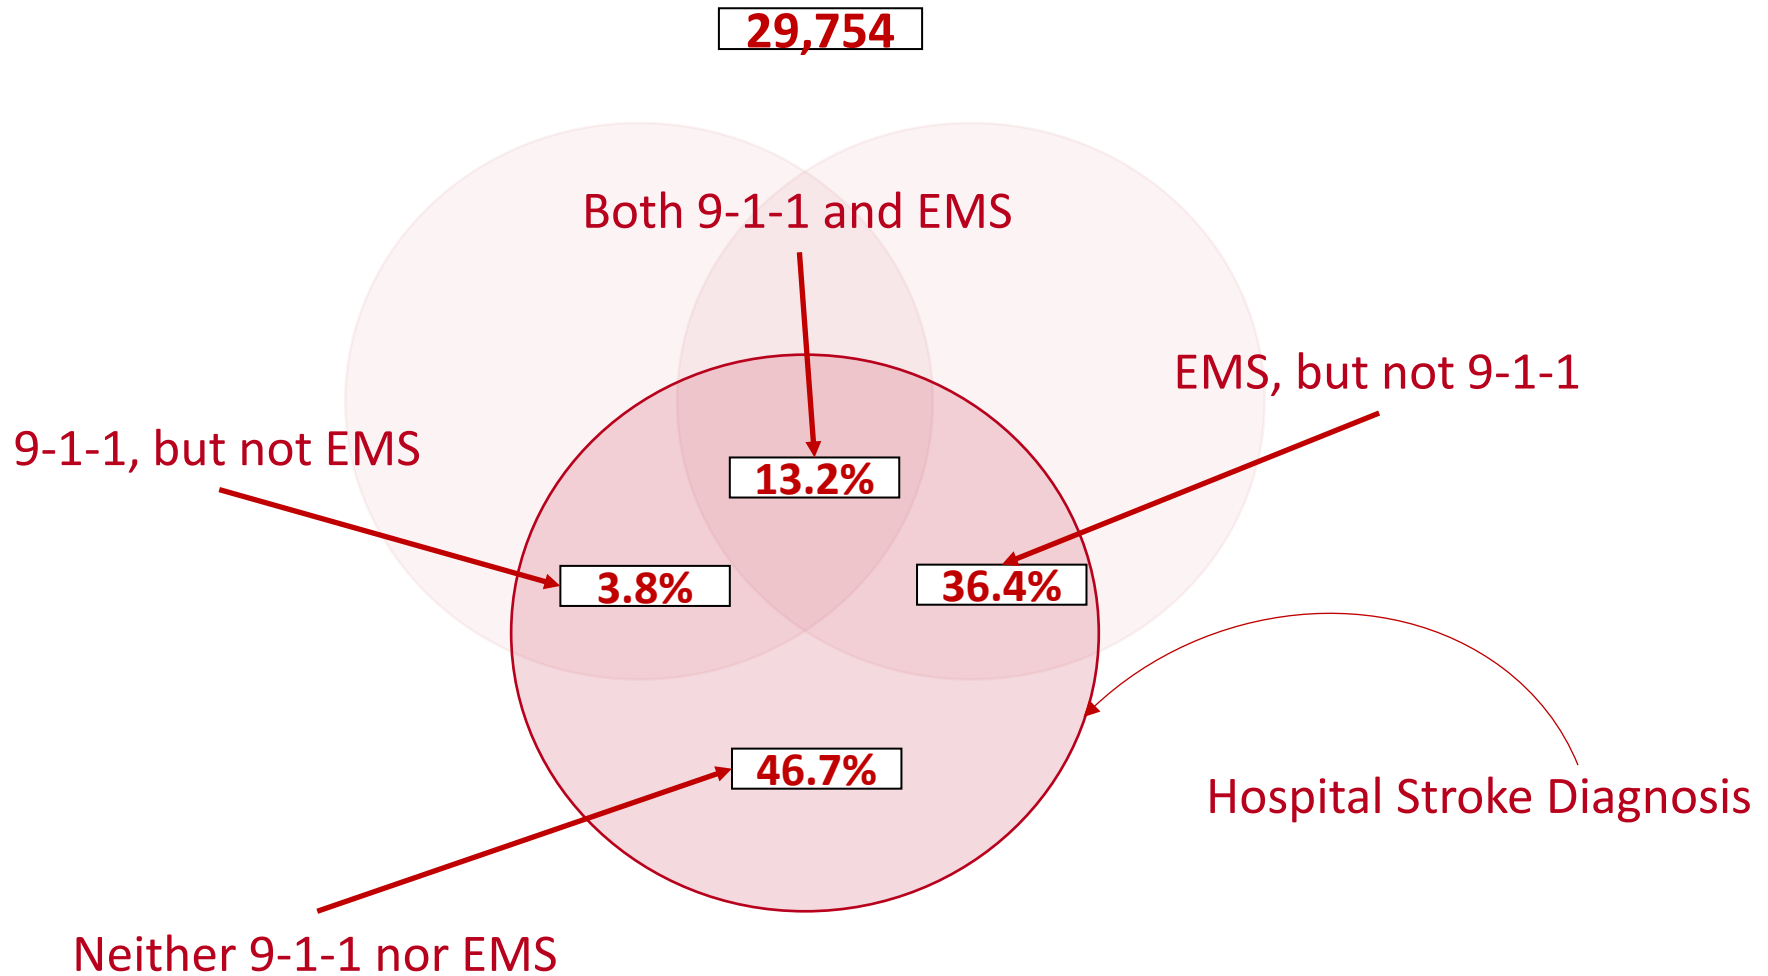 29,754
Both 9-1-1 and EMS
EMS, but not 9-1-1
9-1-1, but not EMS
13.2%
3.8%
36.4%
46.7%
Hospital Stroke Diagnosis
Neither 9-1-1 nor EMS